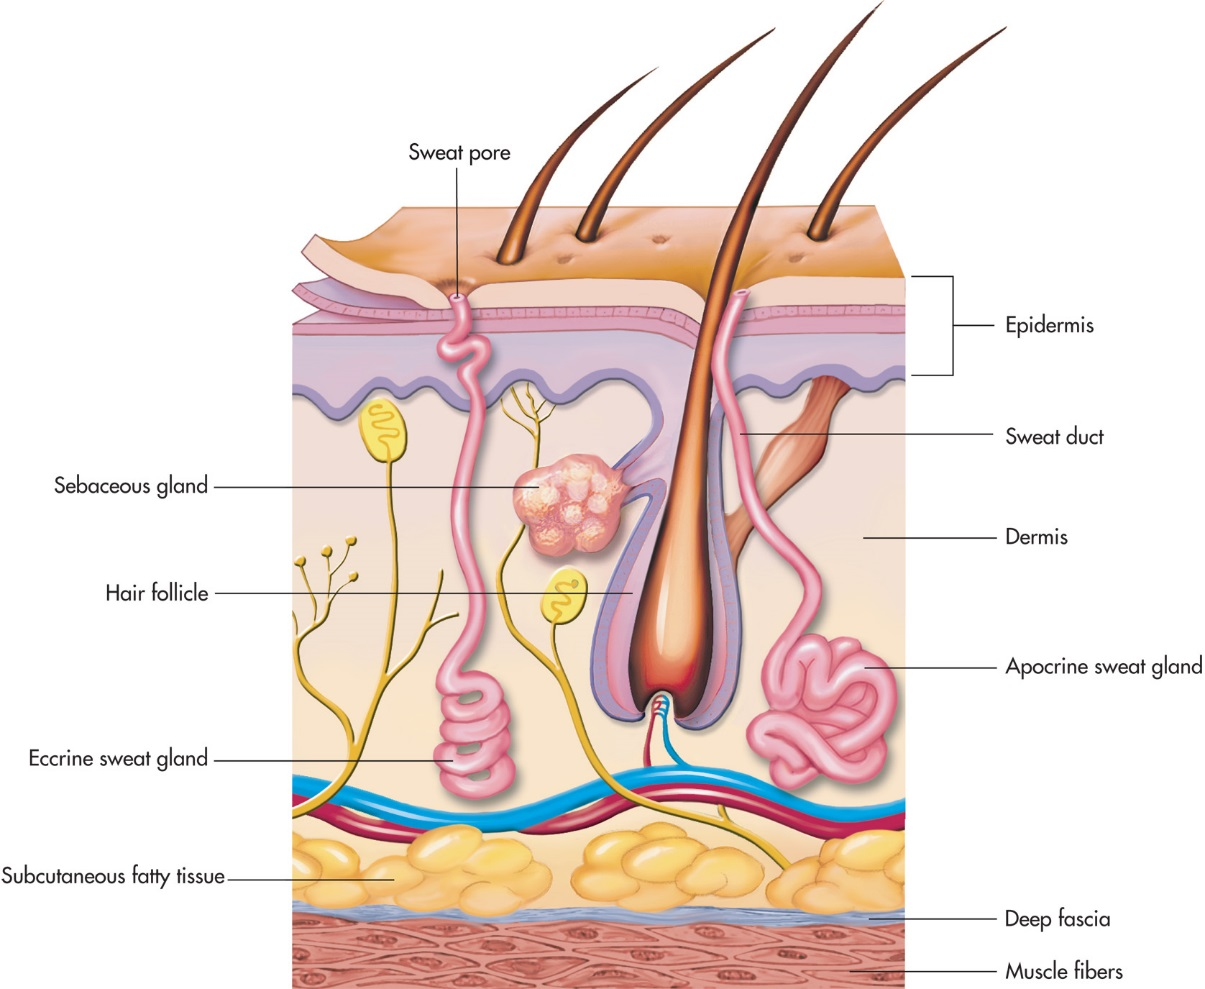 Sweat pore
Epidermis
Sweat duct
Sebaceous gland
Dermis
Hair follicle
Apocrine sweat gland
Eccrine sweat gland
Subcutaneous fatty tissue
Deep fascia
Muscle fibers